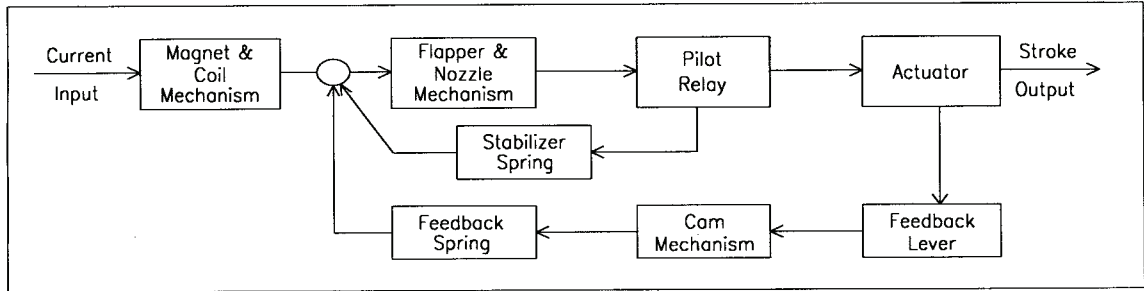 Current
Input
Magnet &
Coil
Mechanism
Flapper &
Nozzle
Mechanism
Pilot
Relay
Actuator
Stroke
Output
Stabilizer
Spring
Feedback
Spring
Cam
Mechanism
Feedback
Lever